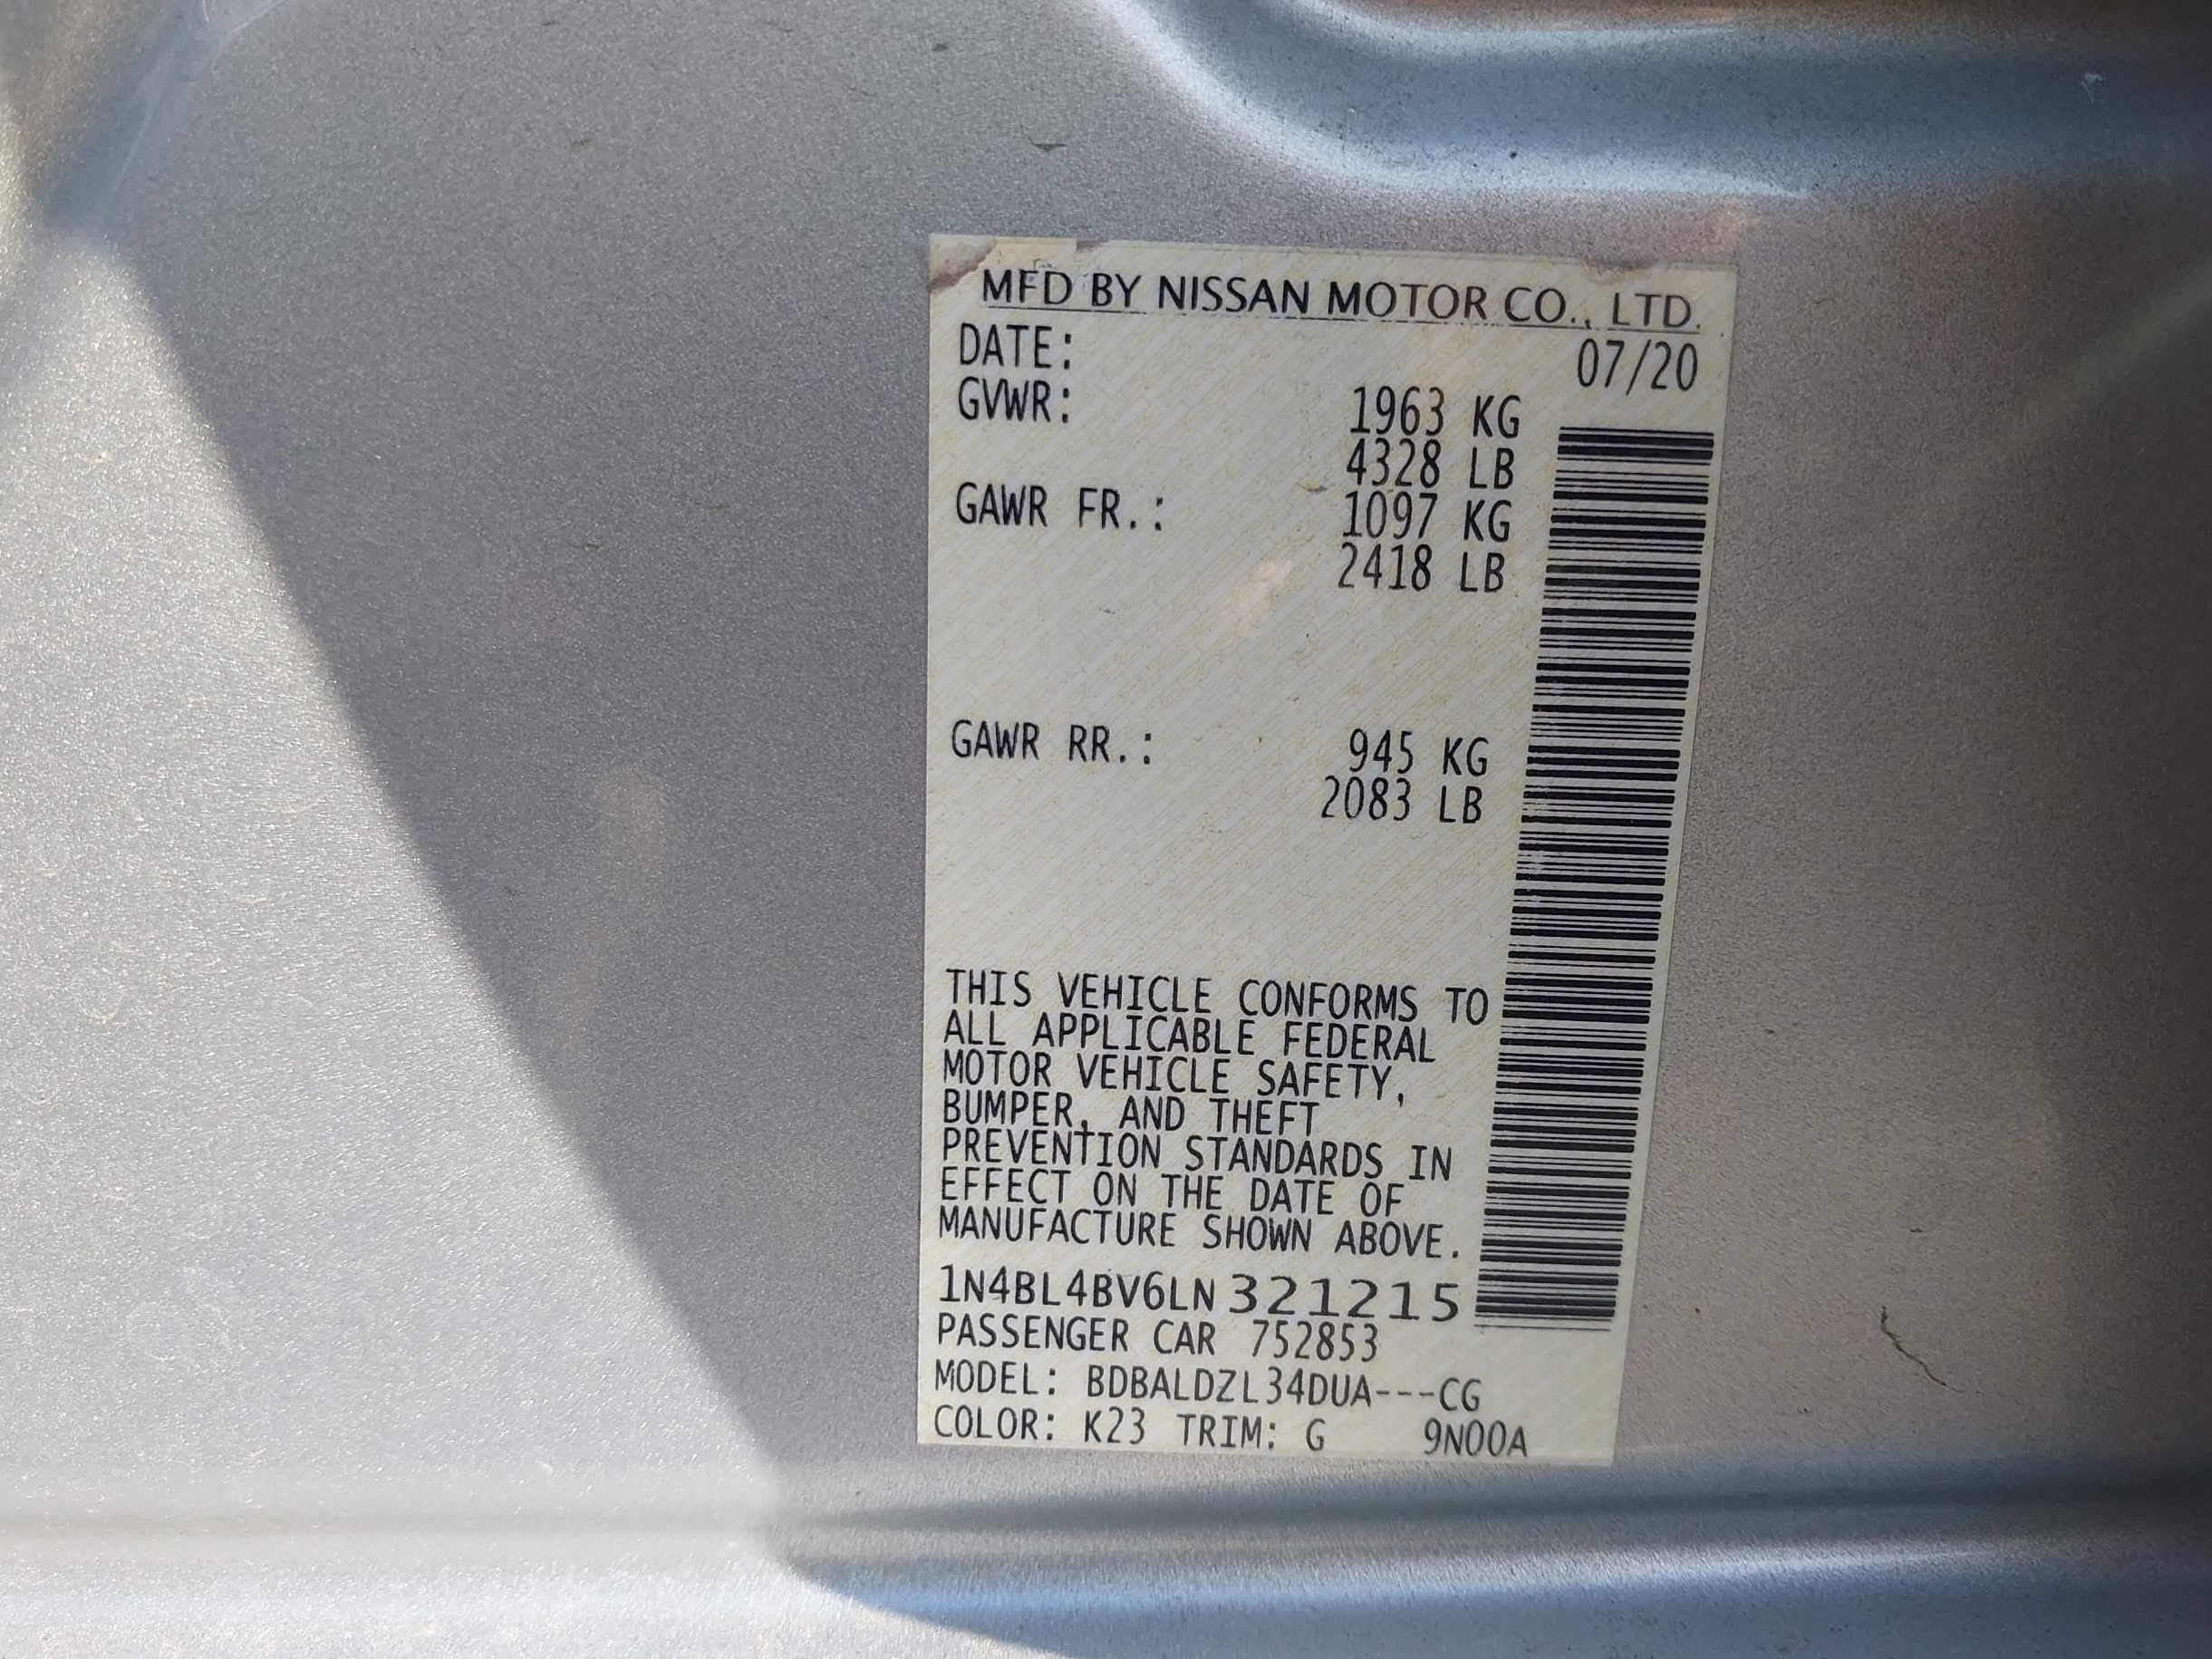 MFD BY NISSAN MOTOR CO., LTD.
DATE: 07/20
GVWR: 1963 KG
4328 LB
GAWR FR.: 1097 KG
2418 LB
GAWR RR.: 945 KG
2083 LB
THIS VEHICLE CONFORMS TO
ALL APPLICABLE FEDERAL
MOTOR VEHICLE SAFETY,
BUMPER, AND THEFT
PREVENTION STANDARDS IN
EFFECT ON THE DATE OF
MANUFACTURE SHOWN ABOVE.
1N4BL4BV6LN321215
PASSENGER CAR 752853
MODEL: BDBALDZL34DUA---CG
COLOR: K23 TRIM: G 9N00A